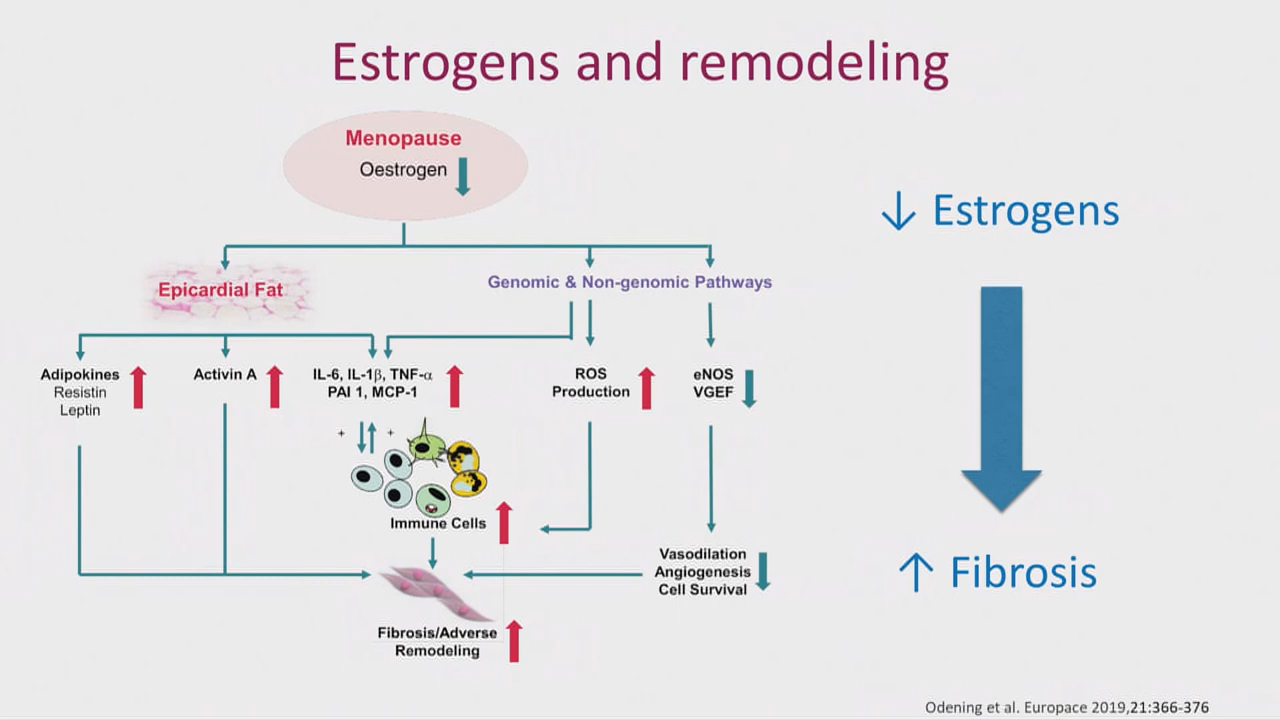 Estrogens and remodeling
Menopause
Oestrogen
↓ Estrogens
Epicardial Fat
Genomic & Non-genomic Pathways
Adipokines
Resistin
Leptin
Activin A
IL-6, IL-1β, TNF-α
PAI 1, MCP-1
ROS
Production
eNOS
VGEF
+ +
Immune Cells
Vasodilation
Angiogenesis
Cell Survival
↑ Fibrosis
Fibrosis/Adverse
Remodeling
Odening et al. Europace 2019,21:366-376